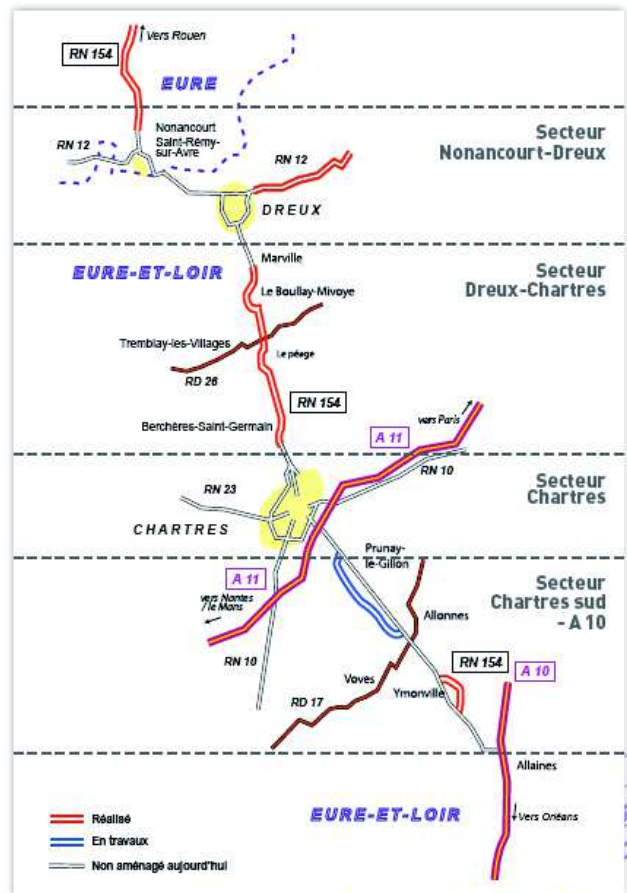 Vers Rouen
RN 154
EURE
Nonancourt
Saint-Rémy-
sur-Avre
RN 12
Secteur
Nonancourt-Dreux
RN 12
DREUX
Marville
EURE-ET-LOIR
Le Boullay-Mivoye
Secteur
Dreux-Chartres
Tremblay-les-Villages
Le péage
RD 26
RN 154
Berchères-Saint-Germain
vers Paris
A 11
RN 10
RN 23
Secteur
Chartres
CHARTRES
Prunay-
le-Gillon
A 11
vers Nantes
/le Mans
Secteur
Chartres sud
- A 10
Allonnes
RN 10
RN 154
A 10
Voves
Ymonville
RD 17
Allaines
EURE-ET-LOIR
Vers Orléans
Réalisé
En travaux
Non aménagé aujourd'hui